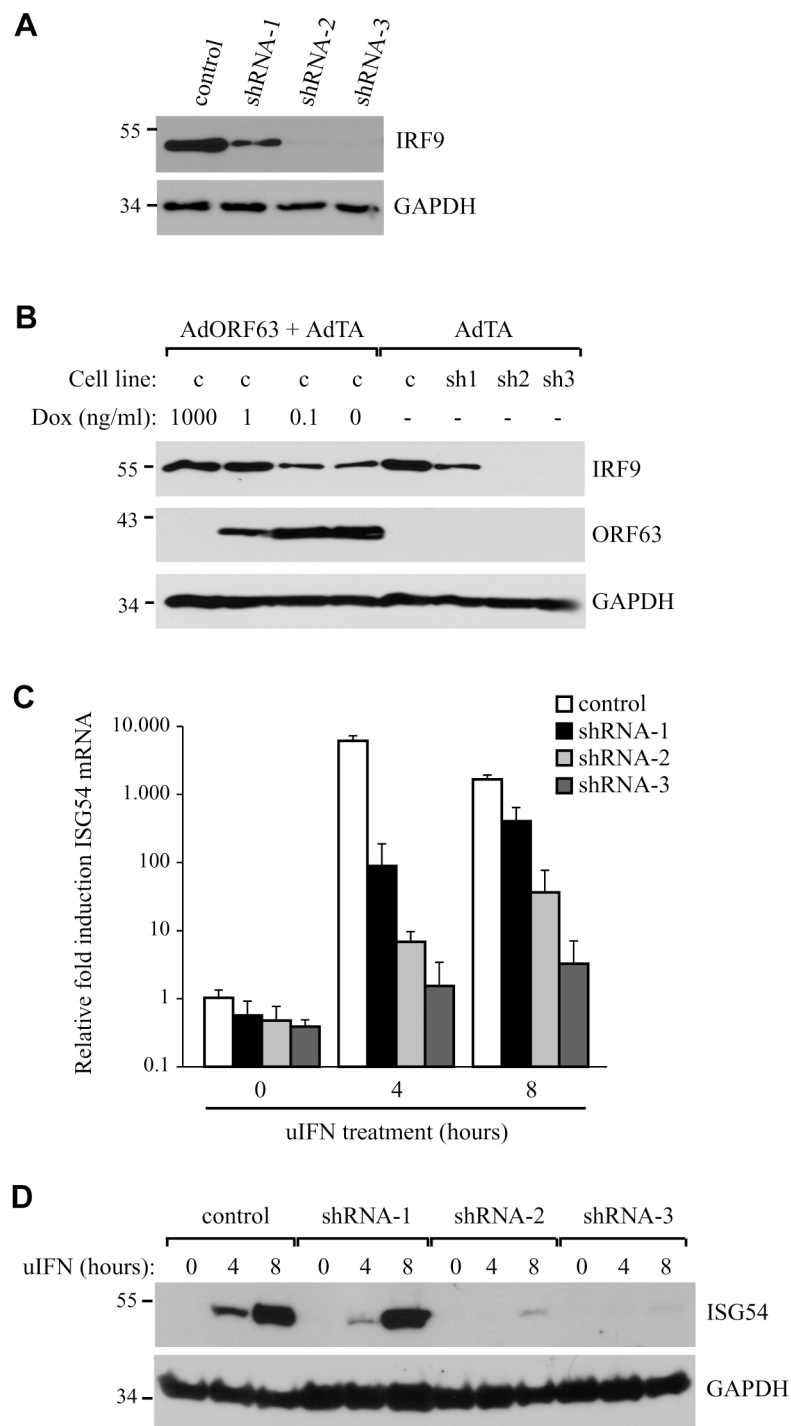 A
control
shRNA-1
shRNA-2
shRNA-3
55
IRF9
34
GAPDH
B
AdORF63 + AdTA AdTA
Cell line: c c c c c sh1 sh2 sh3
Dox (ng/ml): 1000 1 0.1 0 - - - -
55
IRF9
43
ORF63
34
GAPDH
C
Relative fold induction ISG54 mRNA
control
shRNA-1
shRNA-2
shRNA-3
10.000
1.000
100
10
1
0.1
0 4 8
uIFN treatment (hours)
D
control shRNA-1 shRNA-2 shRNA-3
uIFN (hours): 0 4 8 0 4 8 0 4 8 0 4 8
55
ISG54
34
GAPDH